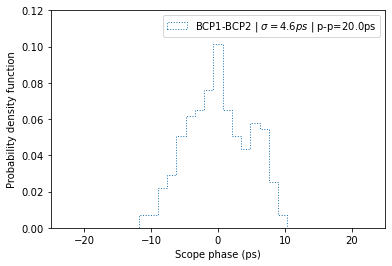 0.12
0.10
0.08
0.06
0.04
0.02
0.00
Probability density function
BCP1-BCP2 | σ = 4.6ps | p-p=20.0ps
−20 −10 0 10 20
Scope phase (ps)